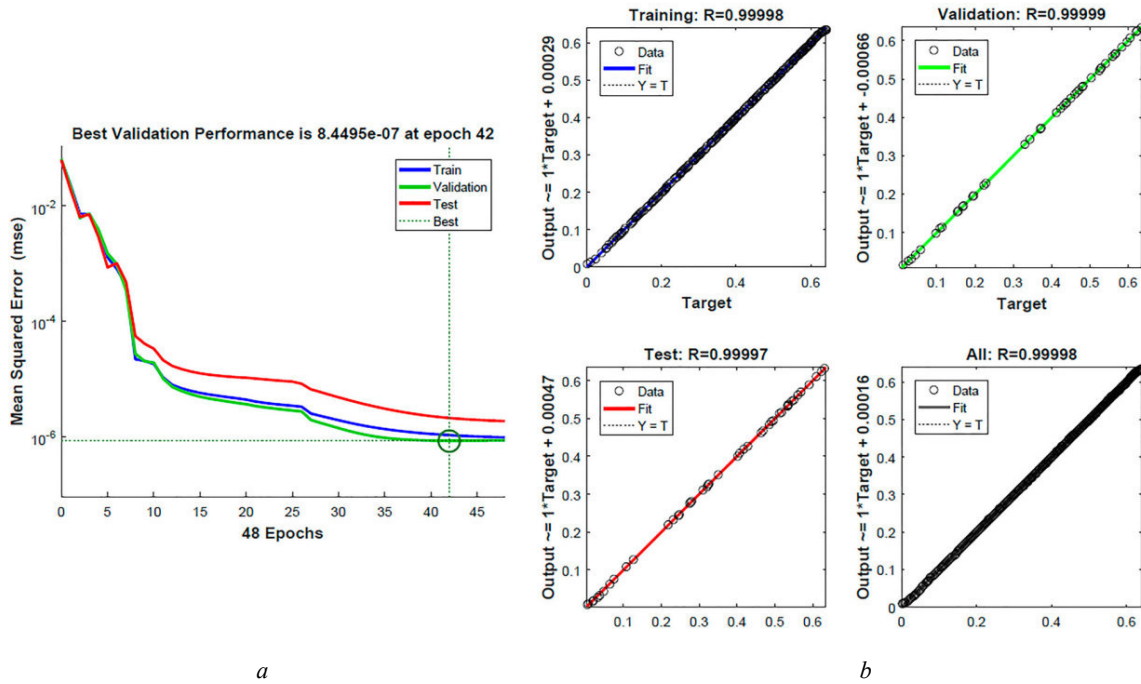 Best Validation Performance is 8.4495e-07 at epoch 42
Mean Squared Error (mse)
10-2
10-4
10-6
Train
Validation
Test
Best
0 5 10 15 20 25 30 35 40 45
48 Epochs
a
Training: R=0.99998
Output ~= 1*Target + 0.00029
0.6
0.5
0.4
0.3
0.2
0.1
0
Data
Fit
Y = T
0 0.2 0.4 0.6
Target
Validation: R=0.99999
Output ~= 1*Target + -0.00066
0.6
0.5
0.4
0.3
0.2
0.1
Data
Fit
Y = T
0.1 0.2 0.3 0.4 0.5 0.6
Target
Test: R=0.99997
Output ~= 1*Target + 0.00047
0.6
0.5
0.4
0.3
0.2
0.1
Data
Fit
Y = T
0.1 0.2 0.3 0.4 0.5 0.6
Target
All: R=0.99998
Output ~= 1*Target + 0.00016
0.6
0.5
0.4
0.3
0.2
0.1
0
Data
Fit
Y = T
0 0.2 0.4 0.6
Target
b